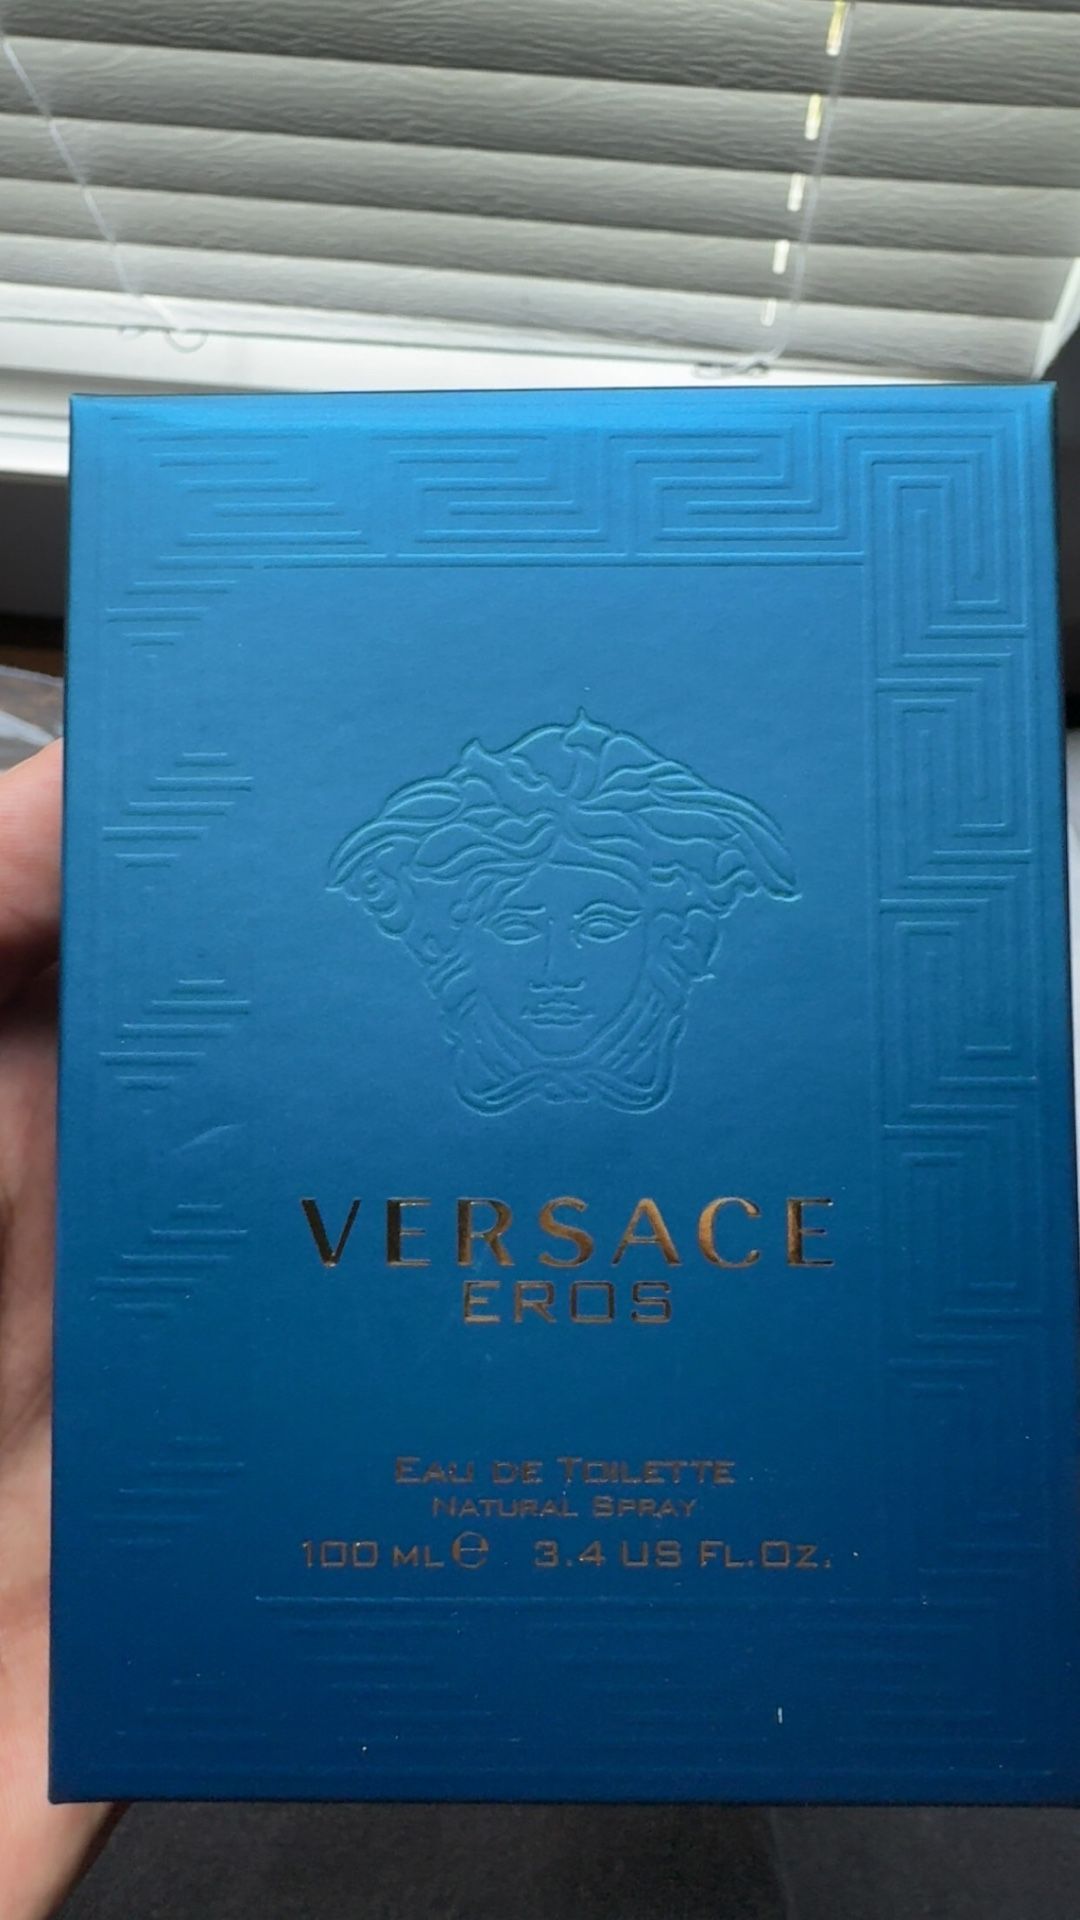 VERSACE
EROS
EAU DE TOILETTE
NATURAL SPRAY
100 ML ℮ 3.4 US FL.OZ.